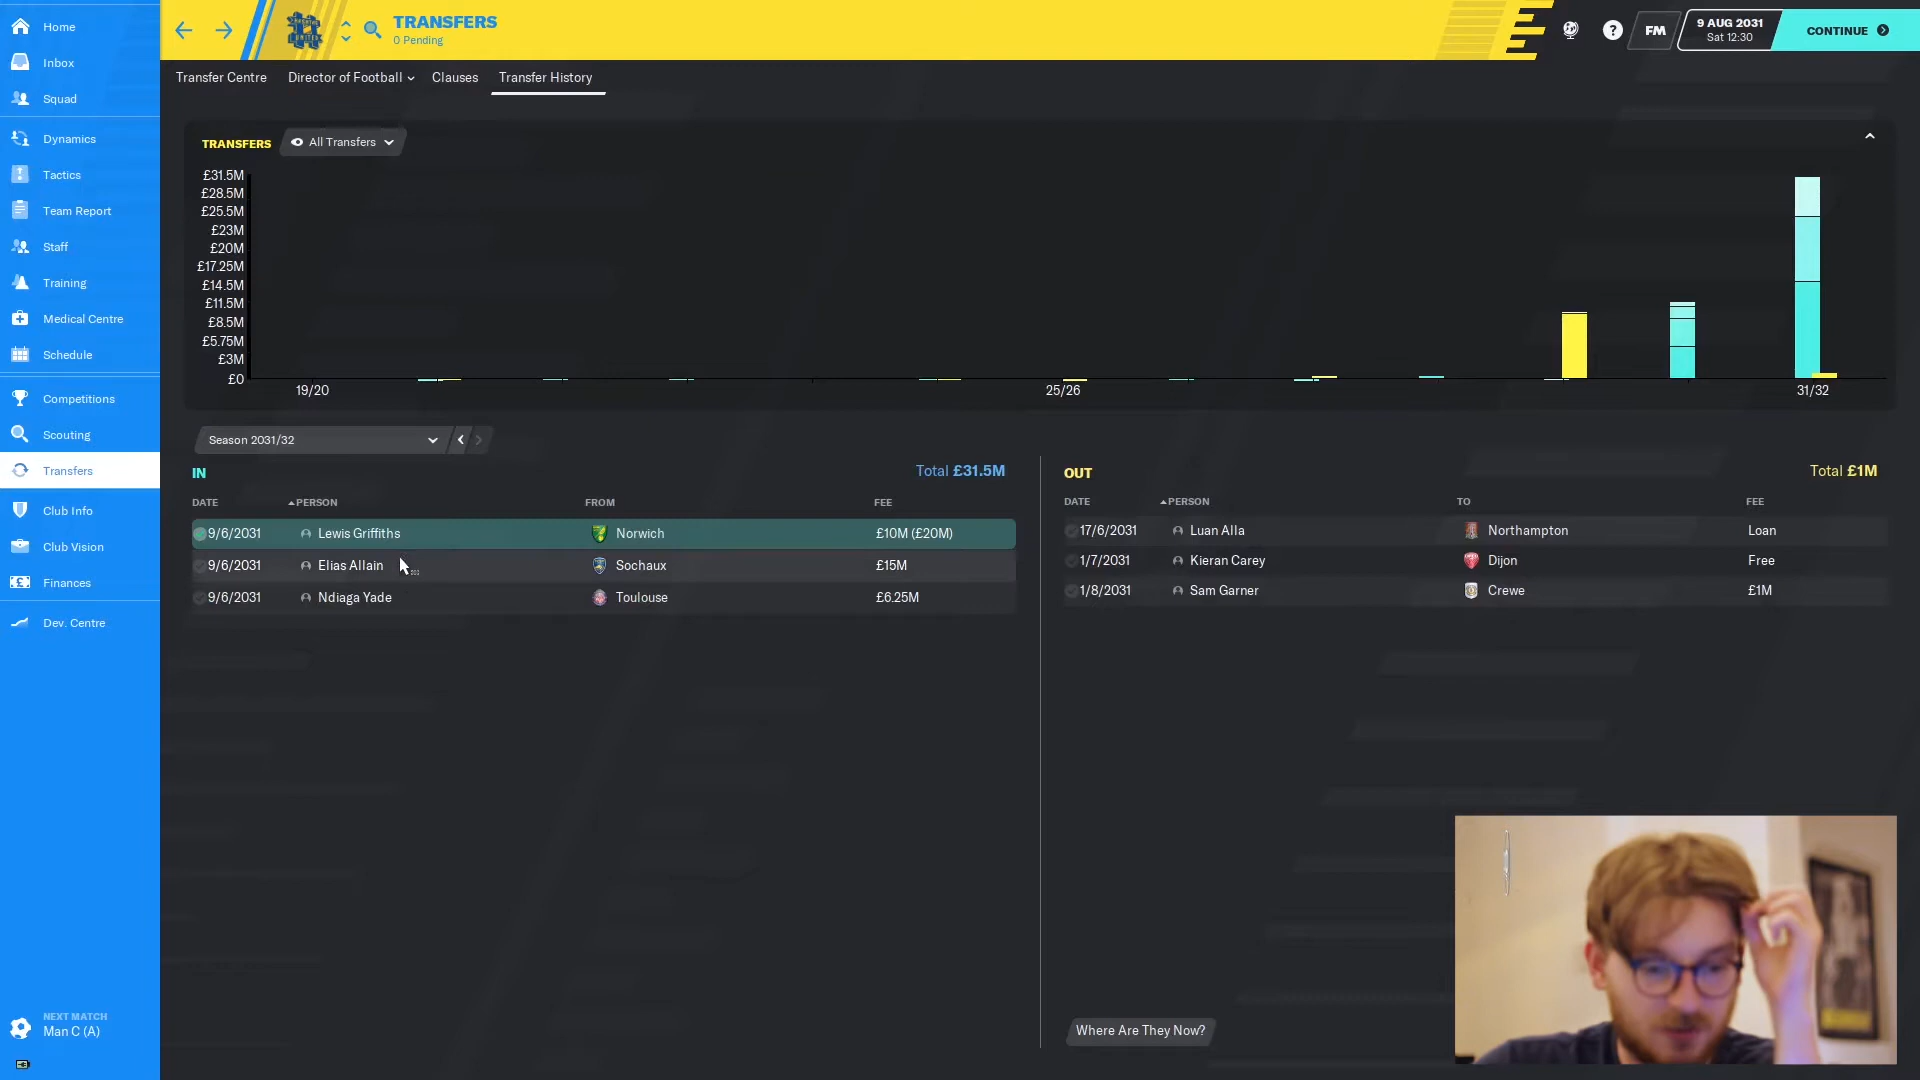 Home
Inbox
Squad
Dynamics
Tactics
Team Report
Staff
Training
Medical Centre
Schedule
Competitions
Scouting
Transfers
Club Info
Club Vision
Finances
Dev. Centre
NEXT MATCH
Man C (A)
TRANSFERS
0 Pending
?
FM
9 AUG 2031
Sat 12:30
CONTINUE
Transfer Centre Director of Football Clauses Transfer History
TRANSFERS All Transfers
£31.5M
£28.5M
£25.5M
£23M
£20M
£17.25M
£14.5M
£11.5M
£8.5M
£5.75M
£3M
£0
19/20 25/26 31/32
Season 2031/32
IN Total £31.5M
DATE PERSON FROM FEE
9/6/2031 Lewis Griffiths Norwich £10M (£20M)
9/6/2031 Elias Allain Sochaux £15M
9/6/2031 Ndiaga Yade Toulouse £6.25M
OUT Total £1M
DATE PERSON TO FEE
17/6/2031 Luan Alla Northampton Loan
1/7/2031 Kieran Carey Dijon Free
1/8/2031 Sam Garner Crewe £1M
Where Are They Now?